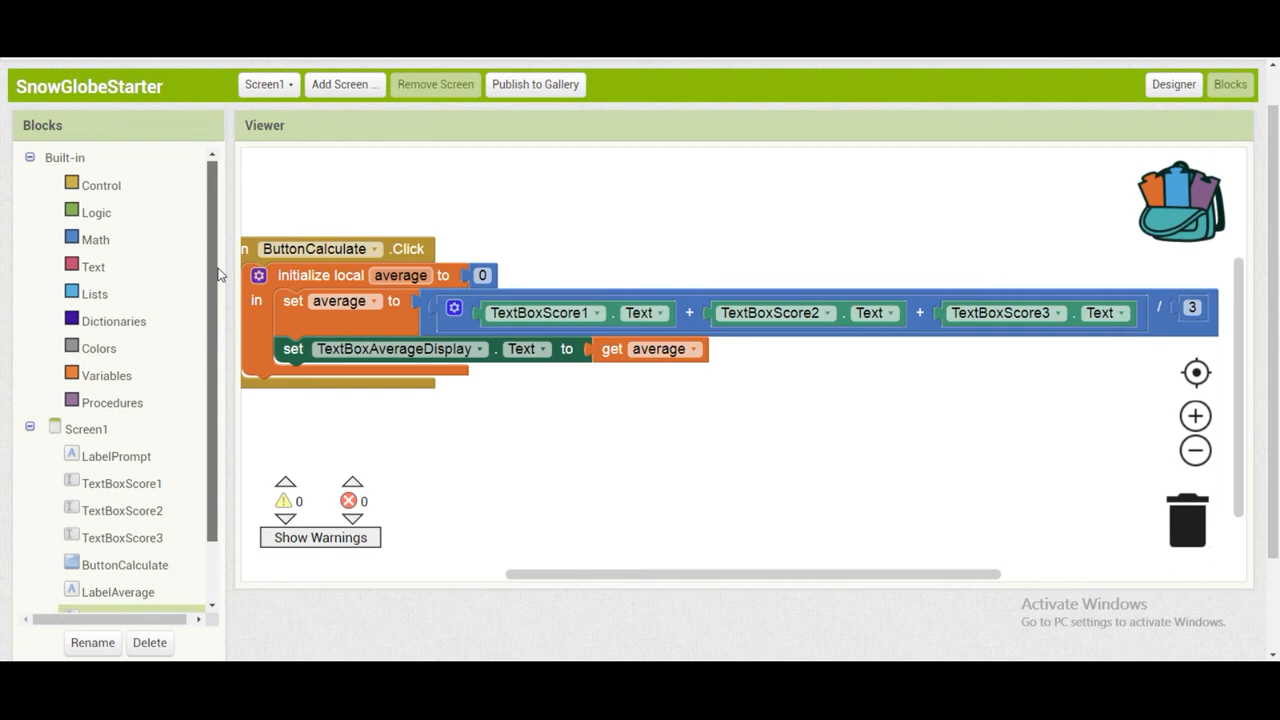 SnowGlobeStarter
Screen1 Add Screen ... Remove Screen Publish to Gallery Designer Blocks
Blocks
Viewer
Built-in
Control
Logic
Math
Text
Lists
Dictionaries
Colors
Variables
Procedures
Screen1
LabelPrompt
TextBoxScore1
TextBoxScore2
TextBoxScore3
ButtonCalculate
LabelAverage
Rename Delete
n ButtonCalculate .Click
initialize local average to 0
in set average to TextBoxScore1 . Text + TextBoxScore2 . Text + TextBoxScore3 . Text / 3
set TextBoxAverageDisplay . Text to get average
0 0
Show Warnings
Activate Windows
Go to PC settings to activate Windows.